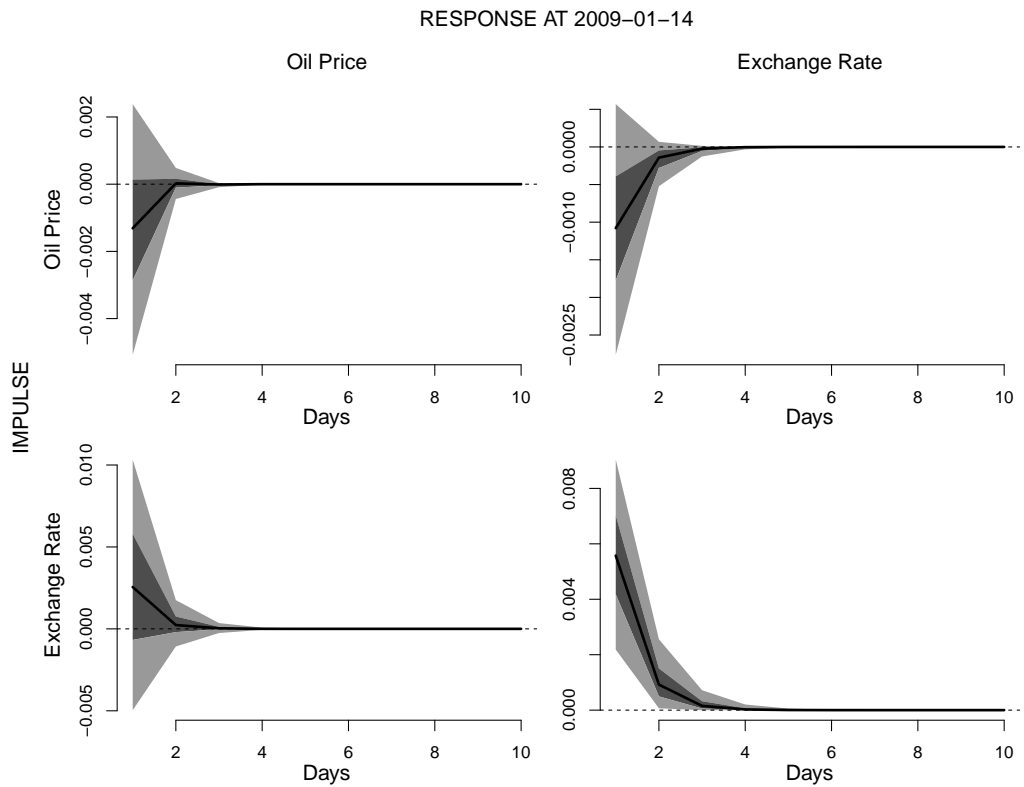 RESPONSE AT 2009−01−14
Oil Price
Exchange Rate
IMPULSE
Oil Price
0.002
0.000
−0.002
−0.004
2 4 6 8 10
Days
0.0000
−0.0010
−0.0025
2 4 6 8 10
Days
Exchange Rate
0.010
0.005
0.000
−0.005
2 4 6 8 10
Days
0.008
0.004
0.000
2 4 6 8 10
Days